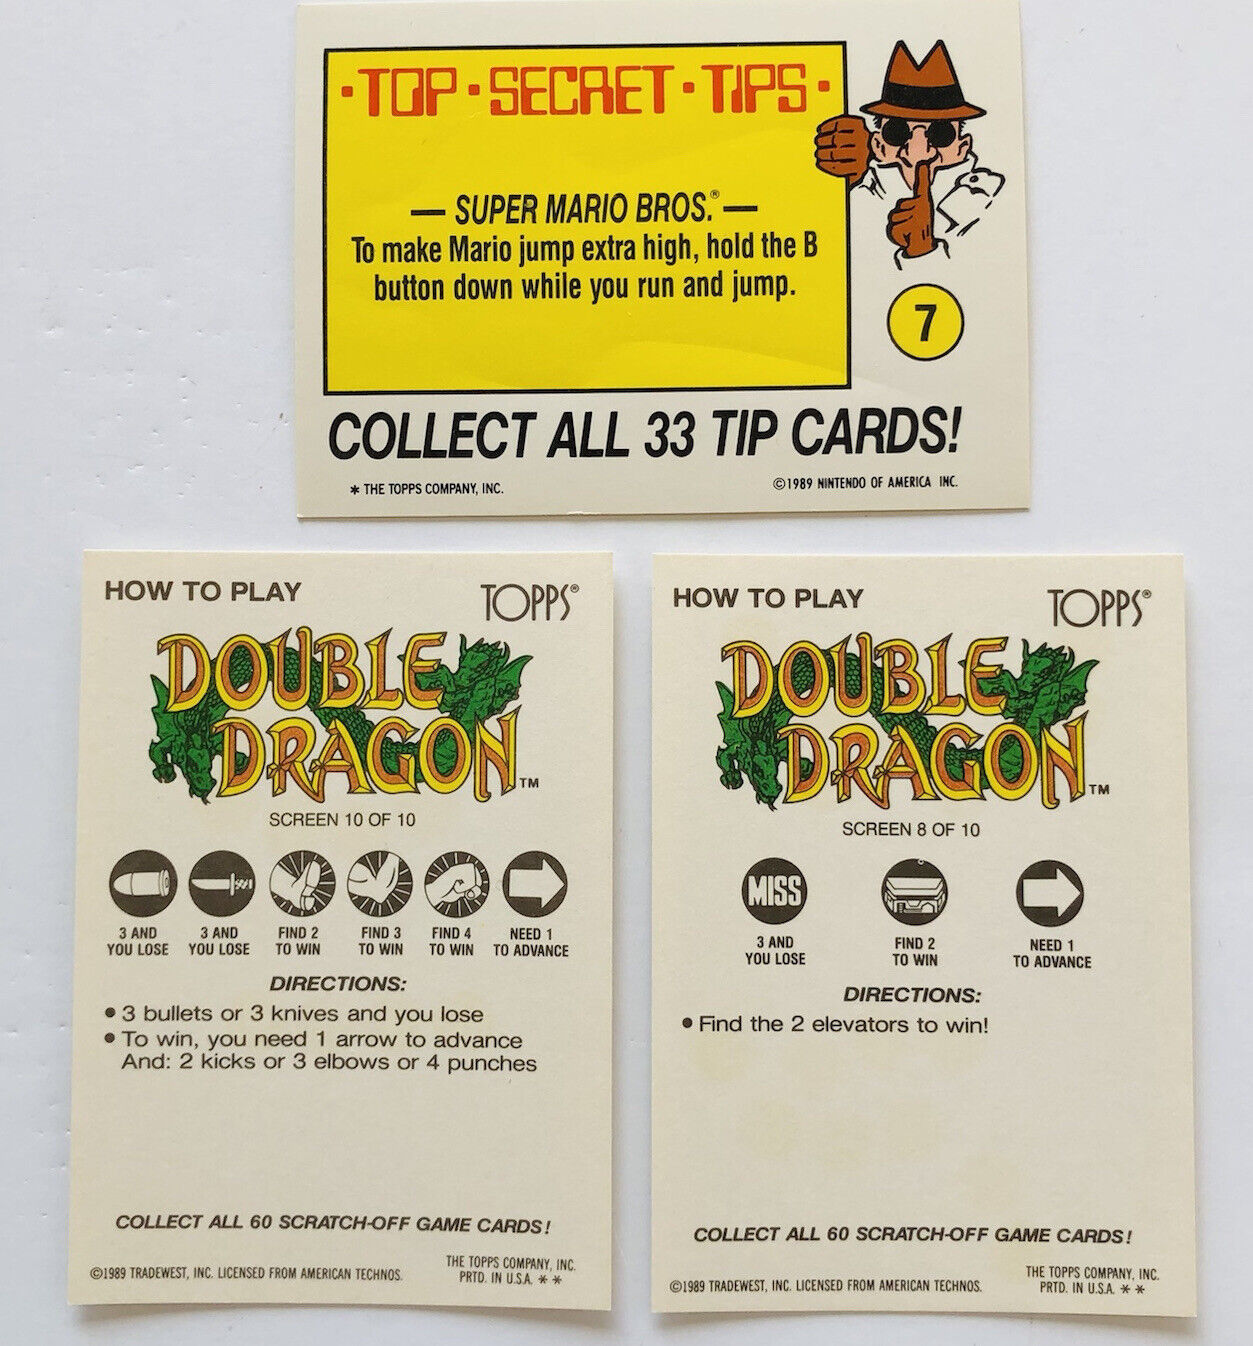 ·TOP·SECRET·TIPS·
— SUPER MARIO BROS.® —
To make Mario jump extra high, hold the B
button down while you run and jump.
7
COLLECT ALL 33 TIP CARDS!
* THE TOPPS COMPANY, INC.
©1989 NINTENDO OF AMERICA INC.
HOW TO PLAY
TOPPS®
DOUBLE
DRAGON™
SCREEN 10 OF 10
3 AND
YOU LOSE
3 AND
YOU LOSE
FIND 2
TO WIN
FIND 3
TO WIN
FIND 4
TO WIN
NEED 1
TO ADVANCE
DIRECTIONS:
• 3 bullets or 3 knives and you lose
• To win, you need 1 arrow to advance
And: 2 kicks or 3 elbows or 4 punches
COLLECT ALL 60 SCRATCH-OFF GAME CARDS!
©1989 TRADEWEST, INC. LICENSED FROM AMERICAN TECHNOS.
THE TOPPS COMPANY, INC.
PRTD. IN U.S.A. * *
HOW TO PLAY
TOPPS®
DOUBLE
DRAGON™
SCREEN 8 OF 10
MISS
3 AND
YOU LOSE
FIND 2
TO WIN
NEED 1
TO ADVANCE
DIRECTIONS:
• Find the 2 elevators to win!
COLLECT ALL 60 SCRATCH-OFF GAME CARDS!
©1989 TRADEWEST, INC. LICENSED FROM AMERICAN TECHNOS.
THE TOPPS COMPANY, INC.
PRTD. IN U.S.A. * *